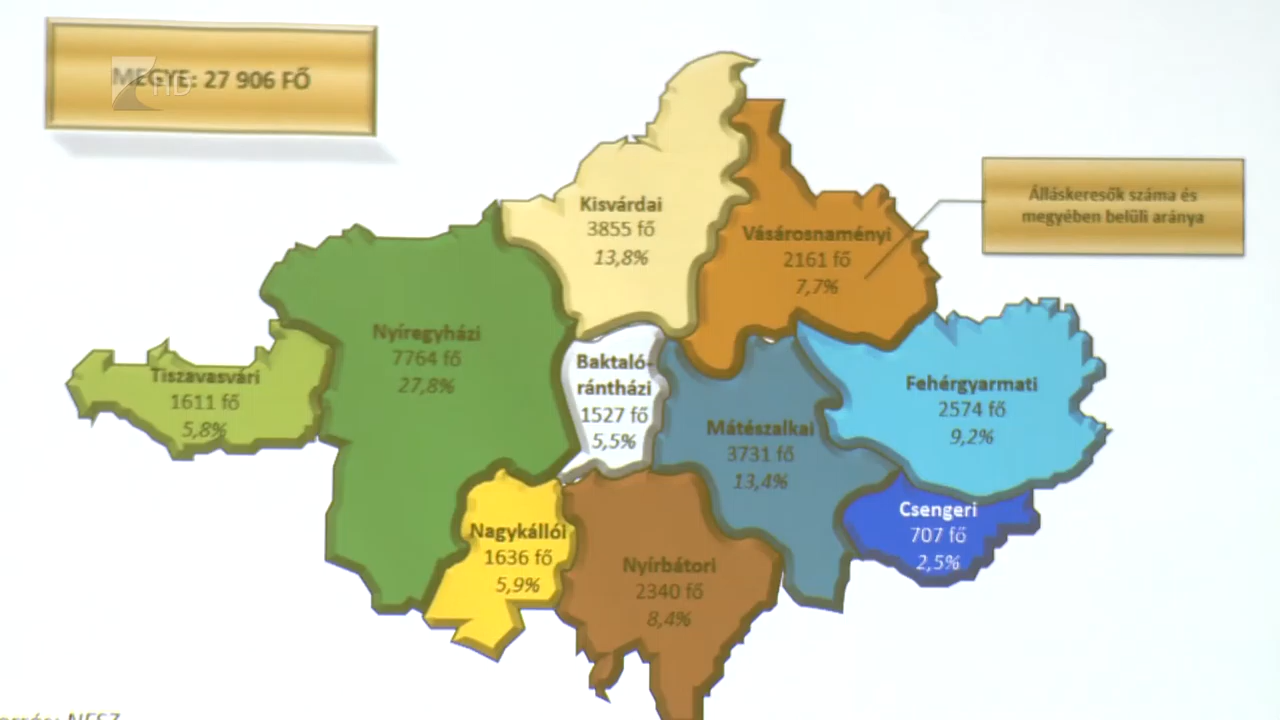 MEGYE: 27 906 FŐ
HD
Álláskeresők száma és
megyében belüli aránya
Kisvárdai
3855 fő
13,8%
Vásárosnaményi
2161 fő
7,7%
Nyíregyházi
7764 fő
27,8%
Tiszavasvári
1611 fő
5,8%
Baktaló-
rántházi
1527 fő
5,5%
Fehérgyarmati
2574 fő
9,2%
Mátészalkai
3731 fő
13,4%
Csengeri
707 fő
2,5%
Nagykállói
1636 fő
5,9%
Nyírbátori
2340 fő
8,4%
NFSZ